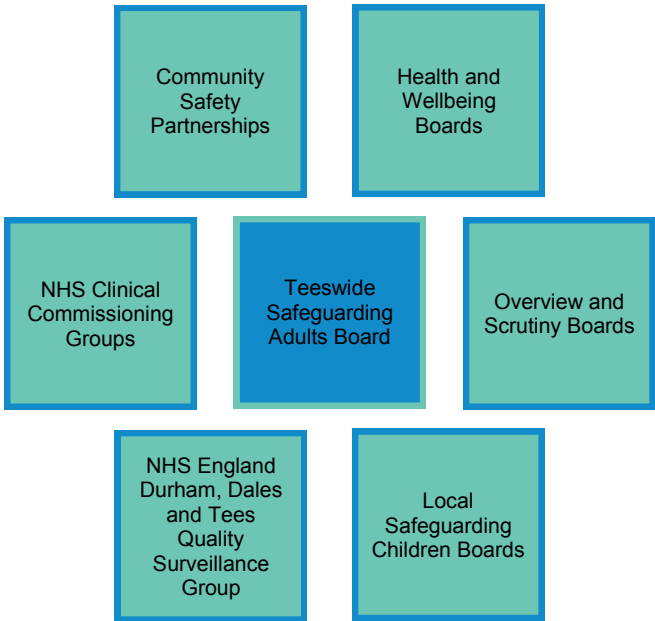 Community
Safety
Partnerships
Health and
Wellbeing
Boards
NHS Clinical
Commissioning
Groups
Teeswide
Safeguarding
Adults Board
Overview and
Scrutiny Boards
NHS England
Durham, Dales
and Tees
Quality
Surveillance
Group
Local
Safeguarding
Children Boards